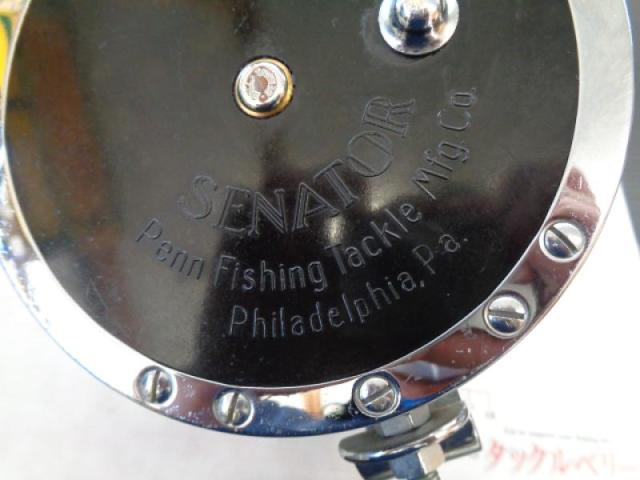 SENATOR
Penn Fishing Tackle Mfg. Co.
Philadelphia, Pa.
タックルベリー